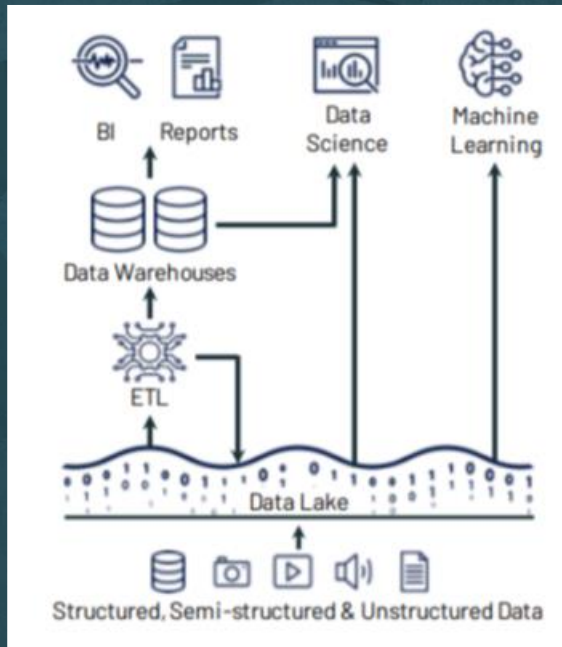 BI Reports
Data
Science
Machine
Learning
Data Warehouses
ETL
Data Lake
Structured, Semi-structured & Unstructured Data